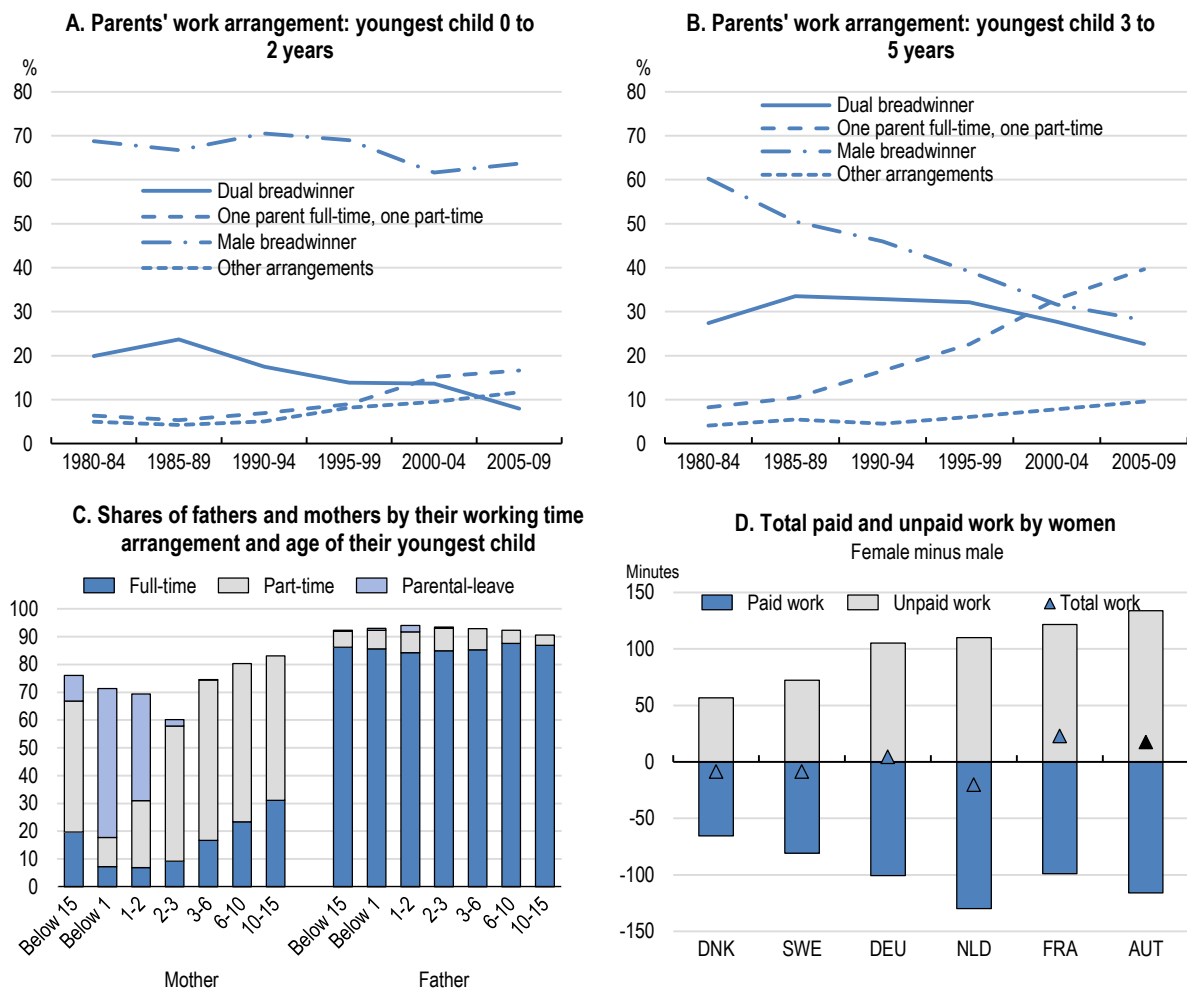 A. Parents' work arrangement: youngest child 0 to
2 years
%
80
70
60
50
40
30
20
10
0
Dual breadwinner
One parent full-time, one part-time
Male breadwinner
Other arrangements
1980-84 1985-89 1990-94 1995-99 2000-04 2005-09
B. Parents' work arrangement: youngest child 3 to
5 years
%
80
70
60
50
40
30
20
10
0
Dual breadwinner
One parent full-time, one part-time
Male breadwinner
Other arrangements
1980-84 1985-89 1990-94 1995-99 2000-04 2005-09
C. Shares of fathers and mothers by their working time
arrangement and age of their youngest child
Full-time Part-time Parental-leave
100
90
80
70
60
50
40
30
20
10
0
Below 15 Below 1 1-2 2-3 3-6 6-10 10-15 Below 15 Below 1 1-2 2-3 3-6 6-10 10-15
Mother Father
D. Total paid and unpaid work by women
Female minus male
Minutes
150
100
50
0
-50
-100
-150
Paid work Unpaid work Total work
DNK SWE DEU NLD FRA AUT